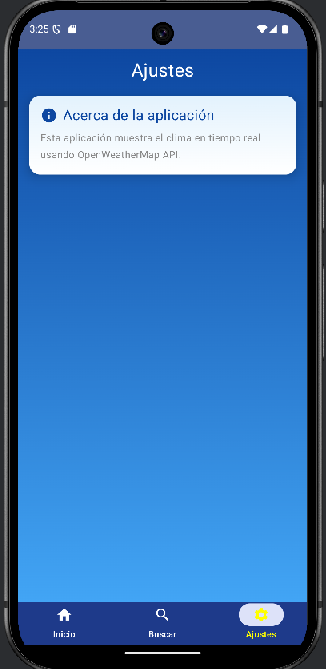 3:25
Ajustes
Acerca de la aplicación
Esta aplicación muestra el clima en tiempo real
usando OpenWeatherMap API.
Inicio
Buscar
Ajustes